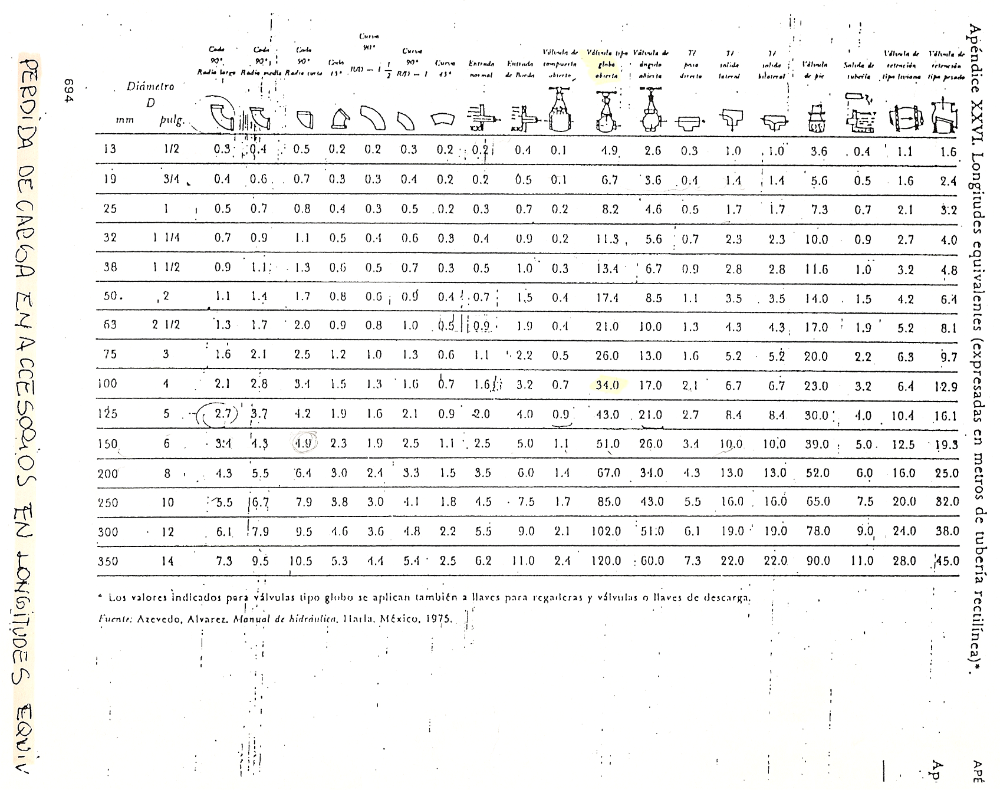 PERDIDA DE CARGA EN ACCESORIOS EN LONGITUDES EQUIV
694
Apéndice XXVI. Longitudes equivalentes (expresadas en metros de tubería rectilínea)*.
Diámetro D mm pulg.
Codo 90° Radio largo
Codo 90° Radio medio
Codo 90° Radio corto
Codo 45°
Curva 90° R/D — 1 1/2
Curva 90° R/D — 1
Curva 45°
Entrada normal
Entrada de Borda
Válvula de compuerta abierta
Válvula tipo globo abierta
Válvula de ángulo abierta
Té paso directo
Té salida lateral
Té salida bilateral
Válvula de pie
Salida de tubería
Válvula de retención tipo liviana
Válvula de retención tipo pesado
13 1/2 0.3 0.4 0.5 0.2 0.2 0.3 0.2 0.2 0.4 0.1 4.9 2.6 0.3 1.0 1.0 3.6 0.4 1.1 1.6
19 3/4 0.4 0.6 0.7 0.3 0.3 0.4 0.2 0.2 0.5 0.1 6.7 3.6 0.4 1.4 1.4 5.6 0.5 1.6 2.4
25 1 0.5 0.7 0.8 0.4 0.3 0.5 0.2 0.3 0.7 0.2 8.2 4.6 0.5 1.7 1.7 7.3 0.7 2.1 3.2
32 1 1/4 0.7 0.9 1.1 0.5 0.4 0.6 0.3 0.4 0.9 0.2 11.3 5.6 0.7 2.3 2.3 10.0 0.9 2.7 4.0
38 1 1/2 0.9 1.1 1.3 0.6 0.5 0.7 0.3 0.5 1.0 0.3 13.4 6.7 0.9 2.8 2.8 11.6 1.0 3.2 4.8
50 2 1.1 1.4 1.7 0.8 0.6 0.9 0.4 0.7 1.5 0.4 17.4 8.5 1.1 3.5 3.5 14.0 1.5 4.2 6.4
63 2 1/2 1.3 1.7 2.0 0.9 0.8 1.0 0.5 0.9 1.9 0.4 21.0 10.0 1.3 4.3 4.3 17.0 1.9 5.2 8.1
75 3 1.6 2.1 2.5 1.2 1.0 1.3 0.6 1.1 2.2 0.5 26.0 13.0 1.6 5.2 5.2 20.0 2.2 6.3 9.7
100 4 2.1 2.8 3.4 1.5 1.3 1.6 0.7 1.6 3.2 0.7 34.0 17.0 2.1 6.7 6.7 23.0 3.2 6.4 12.9
125 5 2.7 3.7 4.2 1.9 1.6 2.1 0.9 2.0 4.0 0.9 43.0 21.0 2.7 8.4 8.4 30.0 4.0 10.4 16.1
150 6 3.4 4.3 4.9 2.3 1.9 2.5 1.1 2.5 5.0 1.1 51.0 26.0 3.4 10.0 10.0 39.0 5.0 12.5 19.3
200 8 4.3 5.5 6.4 3.0 2.4 3.3 1.5 3.5 6.0 1.4 67.0 34.0 4.3 13.0 13.0 52.0 6.0 16.0 25.0
250 10 5.5 6.7 7.9 3.8 3.0 4.1 1.8 4.5 7.5 1.7 85.0 43.0 5.5 16.0 16.0 65.0 7.5 20.0 32.0
300 12 6.1 7.9 9.5 4.6 3.6 4.8 2.2 5.5 9.0 2.1 102.0 51.0 6.1 19.0 19.0 78.0 9.0 24.0 38.0
350 14 7.3 9.5 10.5 5.3 4.4 5.4 2.5 6.2 11.0 2.4 120.0 60.0 7.3 22.0 22.0 90.0 11.0 28.0 45.0
* Los valores indicados para válvulas tipo globo se aplican también a llaves para regaderas y válvulas o llaves de descarga.
Fuente: Azevedo, Alvarez. Manual de hidráulica. Harla. México, 1975.
APÉ
Ap